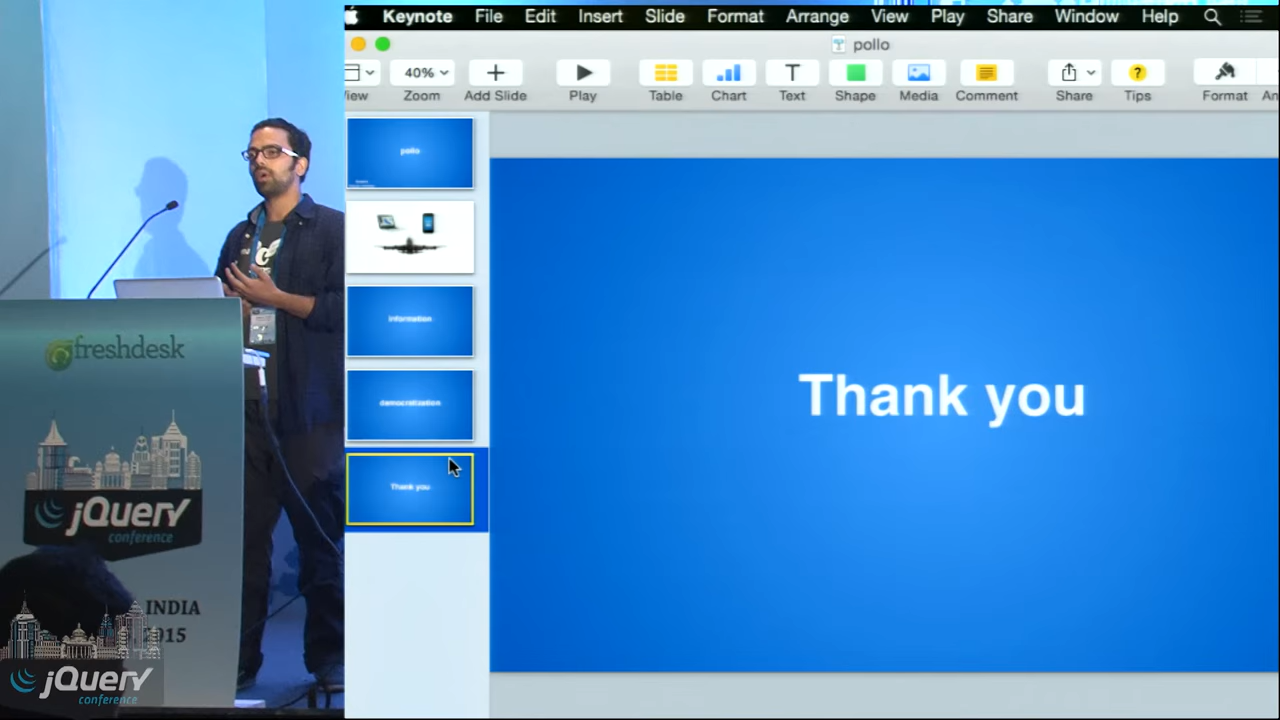 Keynote File Edit Insert Slide Format Arrange View Play Share Window Help
pollo
40%
View Zoom Add Slide Play Table Chart Text Shape Media Comment Share Tips Format
pollo
information
democratization
Thank you
Thank you
freshdesk
jQuery
conference
INDIA
2015
jQuery
conference